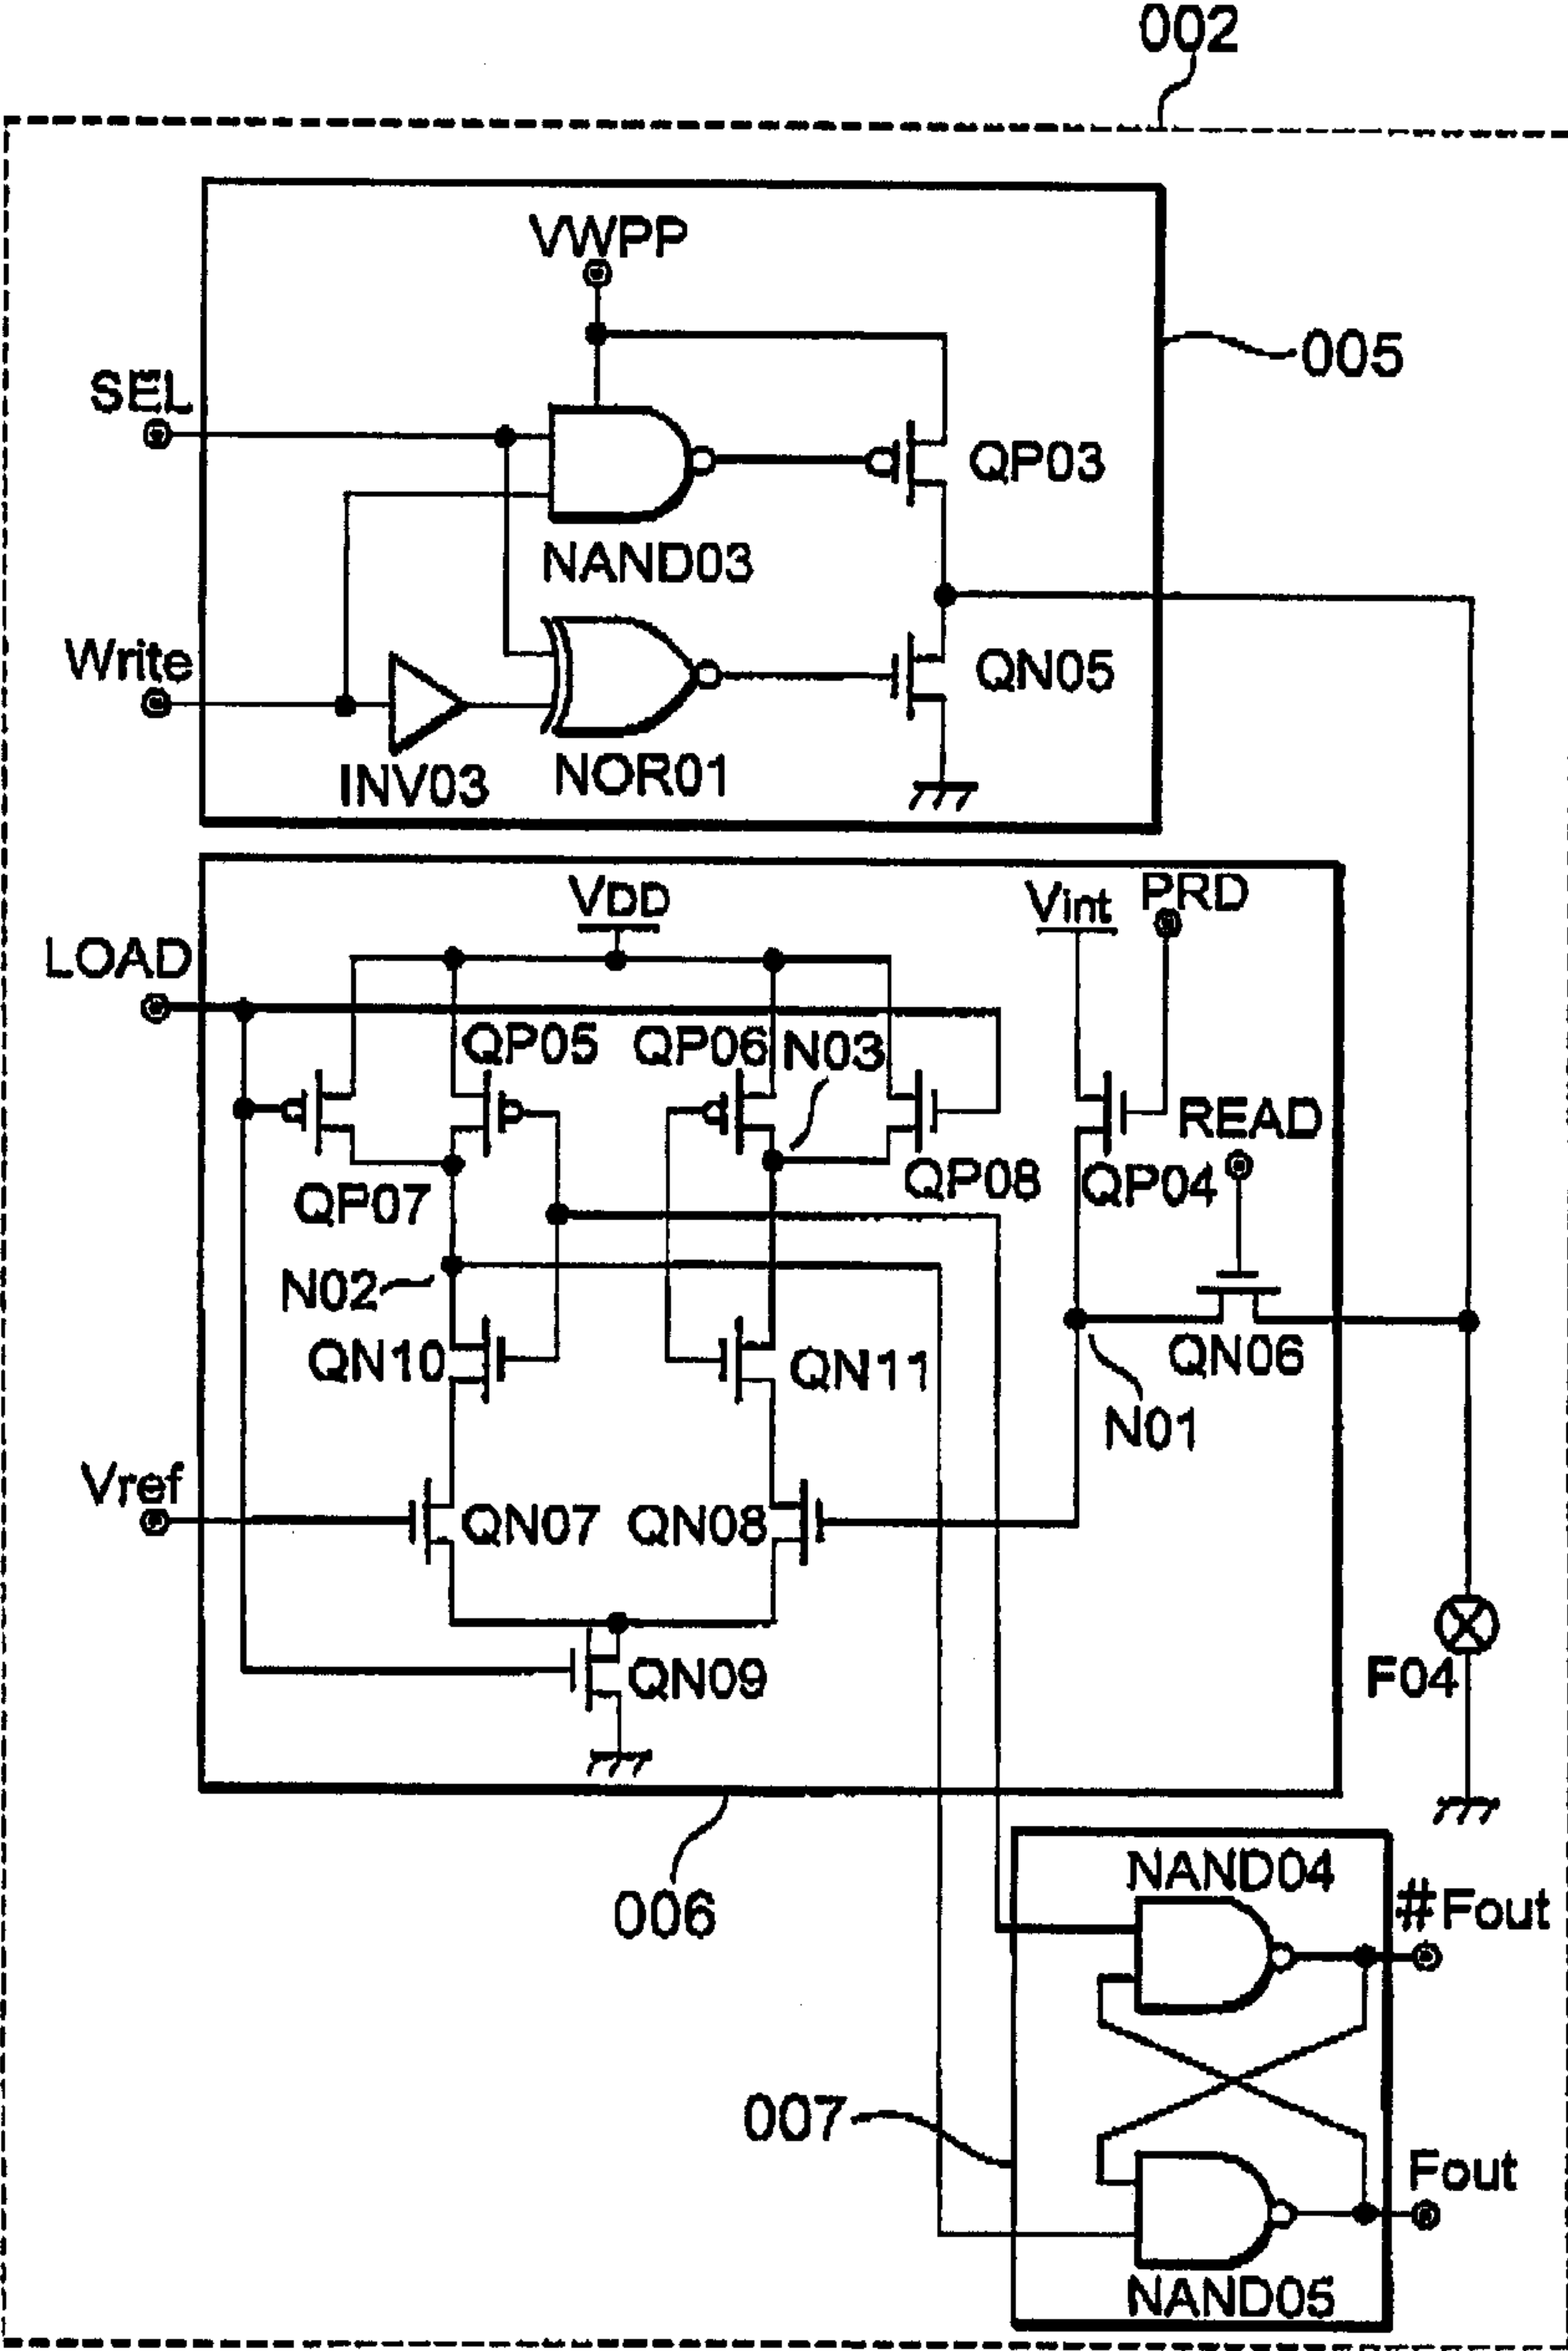 002
VWPP
005
SEL
QP03
NAND03
Write
QN05
INV03
NOR01
VDD
Vint
PRD
LOAD
QP05
QP06
N03
READ
QP07
QP08
QP04
N02
QN10
QN11
QN06
N01
Vref
QN07
QN08
QN09
F04
006
NAND04
#Fout
007
Fout
NAND05